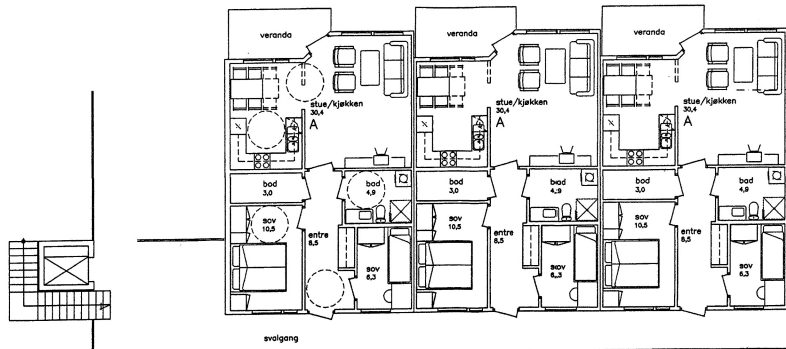 veranda
stue/kjøkken
30,4
A
bod
3,0
bad
4,9
sov
10,5
entre
8,5
sov
6,3
veranda
stue/kjøkken
30,4
A
bod
3,0
bad
4,9
sov
10,5
entre
8,5
sov
6,3
veranda
stue/kjøkken
30,4
A
bod
3,0
bad
4,9
sov
10,5
entre
8,5
sov
6,3
svalgang